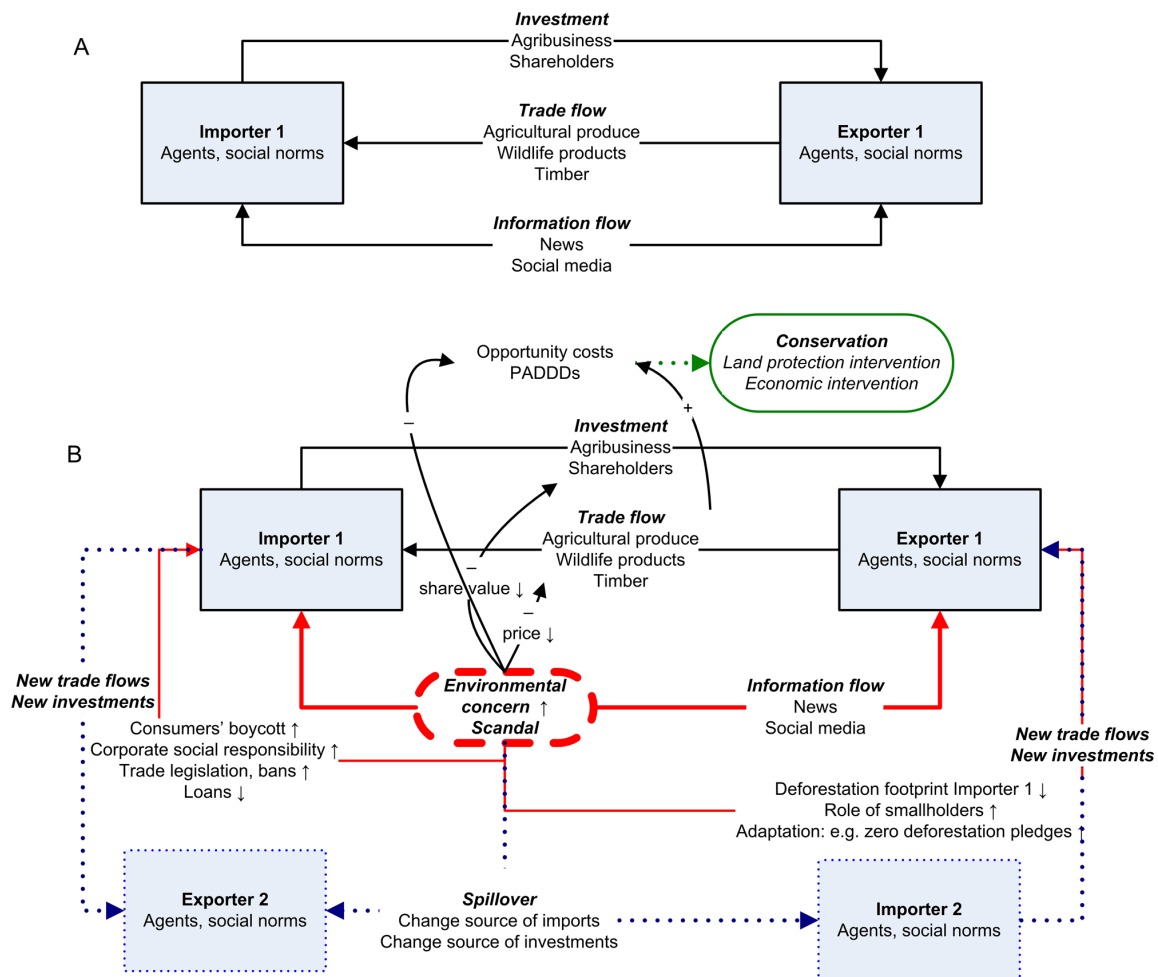 A
Investment
Agribusiness
Shareholders
Importer 1
Agents, social norms
Trade flow
Agricultural produce
Wildlife products
Timber
Exporter 1
Agents, social norms
Information flow
News
Social media
Opportunity costs
PADDDs
Conservation
Land protection intervention
Economic intervention
–
+
B
Investment
Agribusiness
Shareholders
Importer 1
Agents, social norms
Trade flow
Agricultural produce
Wildlife products
Timber
Exporter 1
Agents, social norms
–
share value ↓
–
price ↓
New trade flows
New investments
Environmental
concern ↑
Scandal
Information flow
News
Social media
Consumers’ boycott ↑
Corporate social responsibility ↑
Trade legislation, bans ↑
Loans ↓
New trade flows
New investments
Deforestation footprint Importer 1 ↓
Role of smallholders ↑
Adaptation: e.g. zero deforestation pledges ↑
Exporter 2
Agents, social norms
Spillover
Change source of imports
Change source of investments
Importer 2
Agents, social norms